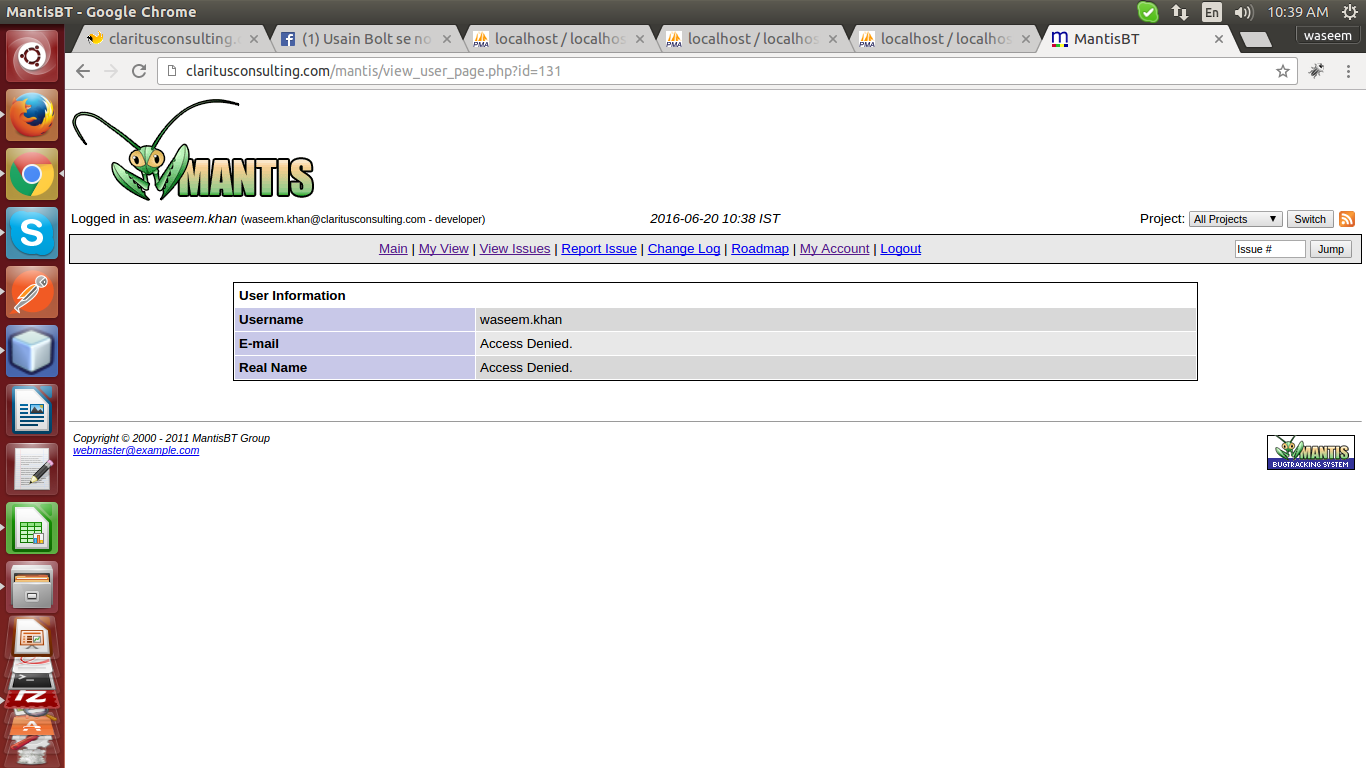 MantisBT - Google Chrome
En
10:39 AM
claritusconsulting.
(1) Usain Bolt se no
localhost / localhos
localhost / localhos
localhost / localhos
MantisBT
waseem
claritusconsulting.com/mantis/view_user_page.php?id=131
MANTIS
Logged in as: waseem.khan (waseem.khan@claritusconsulting.com - developer)
2016-06-20 10:38 IST
Project: All Projects Switch
Main | My View | View Issues | Report Issue | Change Log | Roadmap | My Account | Logout
Issue # Jump
User Information
Username waseem.khan
E-mail Access Denied.
Real Name Access Denied.
Copyright © 2000 - 2011 MantisBT Group
webmaster@example.com
MANTIS
BUGTRACKING SYSTEM